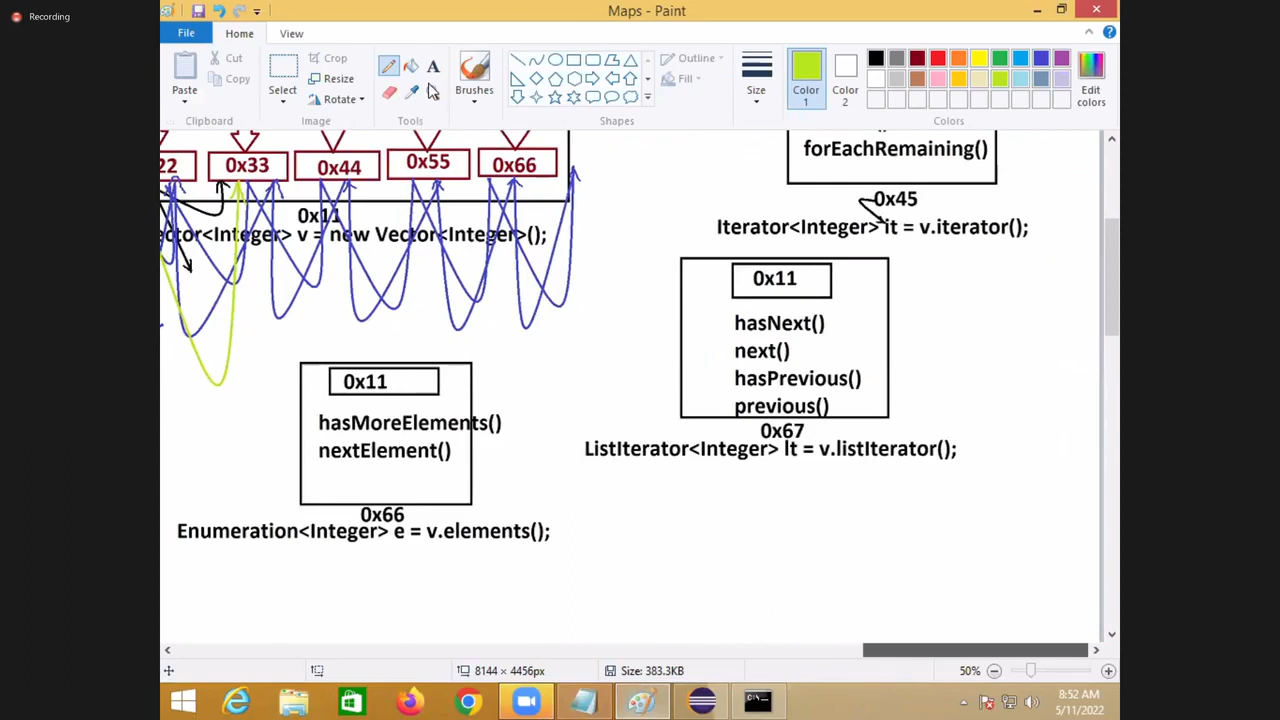 Recording
Maps - Paint
File
Home
View
Paste
Cut
Copy
Clipboard
Select
Crop
Resize
Rotate
Image
A
Tools
Brushes
Outline
Fill
Shapes
Size
Color 1
Color 2
Edit colors
Colors
22
0x33
0x44
0x55
0x66
0x11
ector<Integer> v = new Vector<Integer>();
forEachRemaining()
0x45
Iterator<Integer> it = v.iterator();
0x11
hasNext()
next()
hasPrevious()
previous()
0x67
ListIterator<Integer> lt = v.listIterator();
0x11
hasMoreElements()
nextElement()
0x66
Enumeration<Integer> e = v.elements();
8144 × 4456px
Size: 383.3KB
50%
8:52 AM
5/11/2022